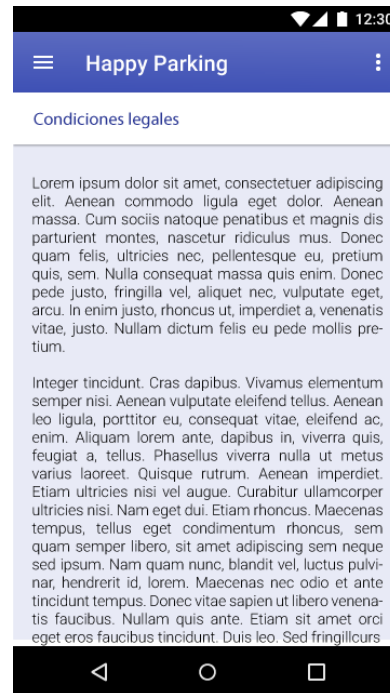 12:30
Happy Parking
Condiciones legales
Lorem ipsum dolor sit amet, consectetuer adipiscing
elit. Aenean commodo ligula eget dolor. Aenean
massa. Cum sociis natoque penatibus et magnis dis
parturient montes, nascetur ridiculus mus. Donec
quam felis, ultricies nec, pellentesque eu, pretium
quis, sem. Nulla consequat massa quis enim. Donec
pede justo, fringilla vel, aliquet nec, vulputate eget,
arcu. In enim justo, rhoncus ut, imperdiet a, venenatis
vitae, justo. Nullam dictum felis eu pede mollis pre-
tium.
Integer tincidunt. Cras dapibus. Vivamus elementum
semper nisi. Aenean vulputate eleifend tellus. Aenean
leo ligula, porttitor eu, consequat vitae, eleifend ac,
enim. Aliquam lorem ante, dapibus in, viverra quis,
feugiat a, tellus. Phasellus viverra nulla ut metus
varius laoreet. Quisque rutrum. Aenean imperdiet.
Etiam ultricies nisi vel augue. Curabitur ullamcorper
ultricies nisi. Nam eget dui. Etiam rhoncus. Maecenas
tempus, tellus eget condimentum rhoncus, sem
quam semper libero, sit amet adipiscing sem neque
sed ipsum. Nam quam nunc, blandit vel, luctus pulvi-
nar, hendrerit id, lorem. Maecenas nec odio et ante
tincidunt tempus. Donec vitae sapien ut libero venena-
tis faucibus. Nullam quis ante. Etiam sit amet orci
eget eros faucibus tincidunt. Duis leo. Sed fringillcurs